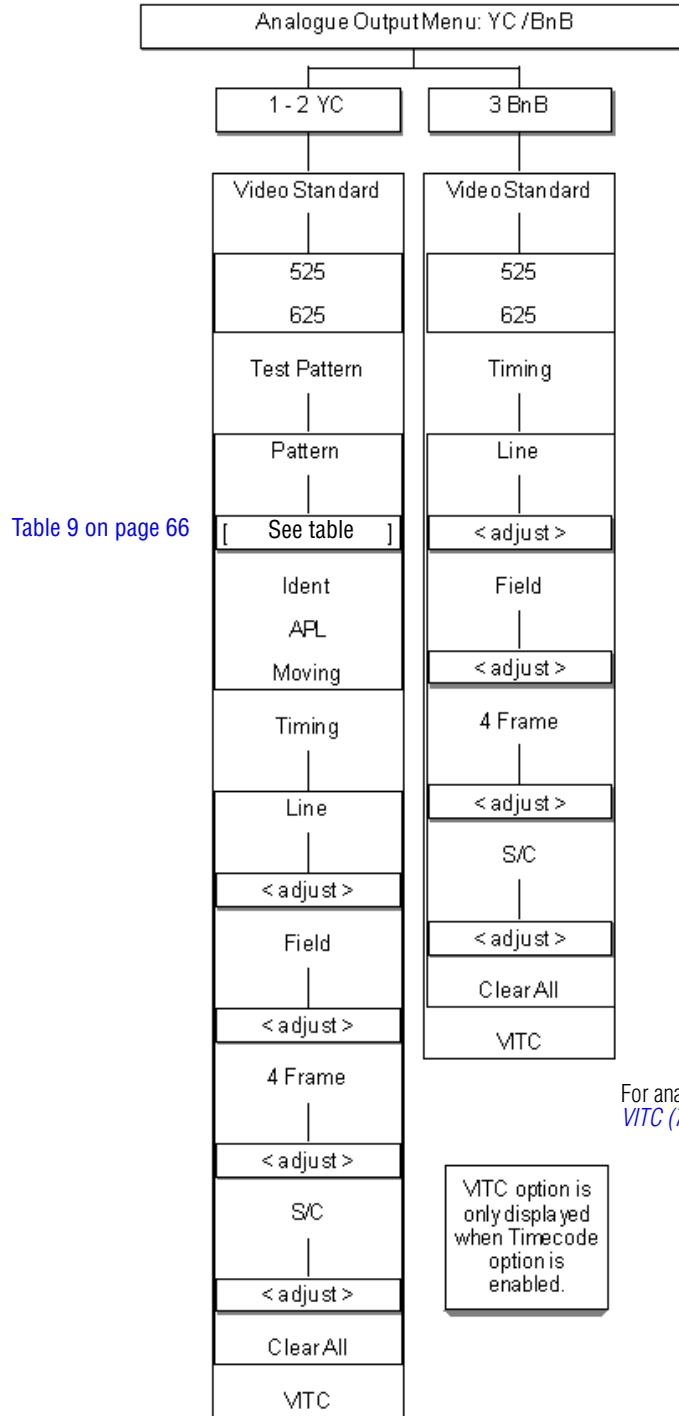 Analogue Output Menu: YC / BnB
1 - 2 YC
3 BnB
Video Standard
525
625
Test Pattern
Pattern
Table 9 on page 66
[ See table ]
Ident
APL
Moving
Timing
Line
< adjust >
Field
< adjust >
4 Frame
< adjust >
S/C
< adjust >
Clear All
VITC
Video Standard
525
625
Timing
Line
< adjust >
Field
< adjust >
4 Frame
< adjust >
S/C
< adjust >
Clear All
VITC
For ana
VITC (
VITC option is
only displayed
when Timecode
option is
enabled.